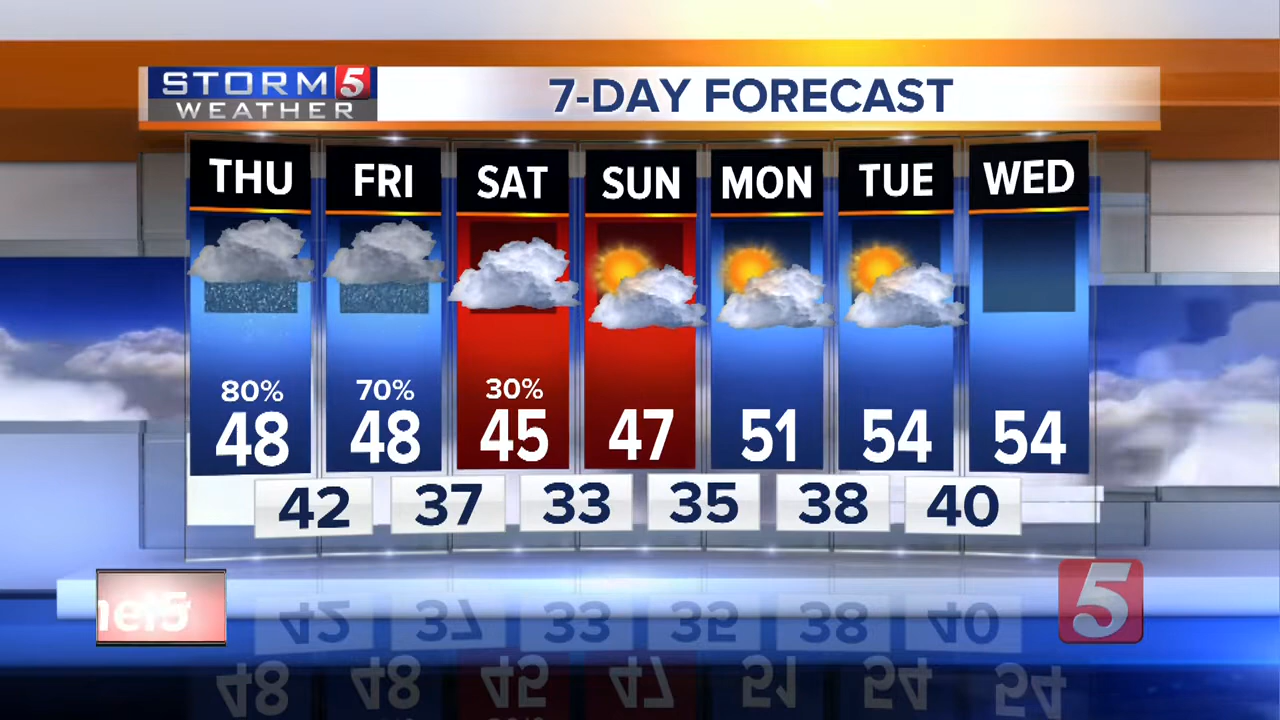 STORM 5
WEATHER
7-DAY FORECAST
THU FRI SAT SUN MON TUE WED
80% 70% 30%
48 48 45 47 51 54 54
42 37 33 35 38 40
5